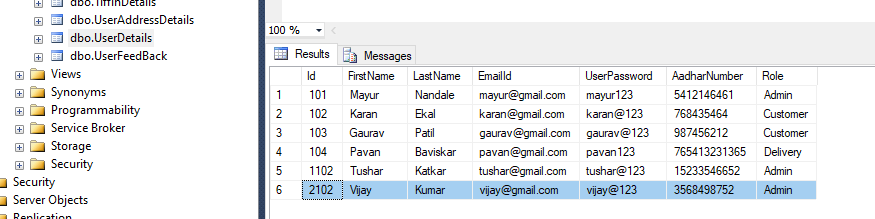 dbo.TiffinDetails
dbo.UserAddressDetails
dbo.UserDetails
dbo.UserFeedBack
Views
Synonyms
Programmability
Service Broker
Storage
Security
Security
Server Objects
Replication
100 %
Results Messages
Id FirstName LastName EmailId UserPassword AadharNumber Role
1 101 Mayur Nandale mayur@gmail.com mayur123 5412146461 Admin
2 102 Karan Ekal karan@gmail.com karan@123 768435464 Customer
3 103 Gaurav Patil gaurav@gmail.com gaurav@123 987456212 Customer
4 104 Pavan Baviskar pavan@gmail.com pavan123 765413231365 Delivery
5 1102 Tushar Katkar tushar@gmail.com tushar@123 15233546652 Admin
6 2102 Vijay Kumar vijay@gmail.com vijay@123 3568498752 Admin